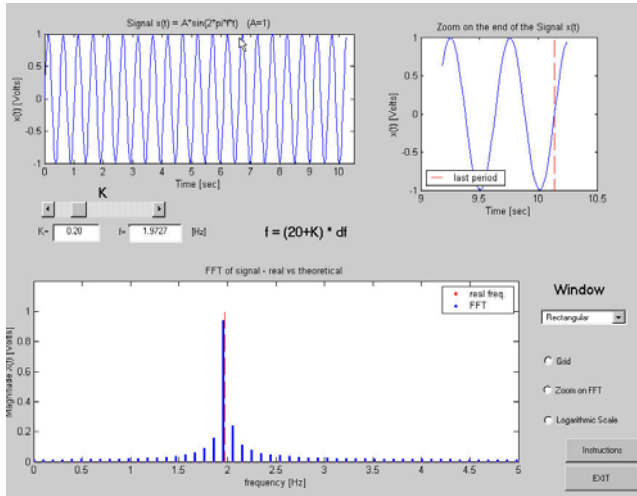 Signal x(t) = A*sin(2*pi*f*t) (A=1)
x(t) [Volts]
1
0.5
0
-0.5
-1
0 1 2 3 4 5 6 7 8 9 10
Time [sec]
Zoom on the end of the Signal x(t)
x(t) [Volts]
1
0.5
0
-0.5
-1
last period
9 9.5 10 10.5
Time [sec]
K
K= 0.20 f= 1.9727 [Hz]
f = (20+K) * df
FFT of signal - real vs theoretical
Magnitude X(f) [Volts]
1
0.8
0.6
0.4
0.2
0
real freq.
FFT
0 0.5 1 1.5 2 2.5 3 3.5 4 4.5 5
frequency [Hz]
Window
Rectangular
Grid
Zoom on FFT
Logarithmic Scale
Instructions
EXIT